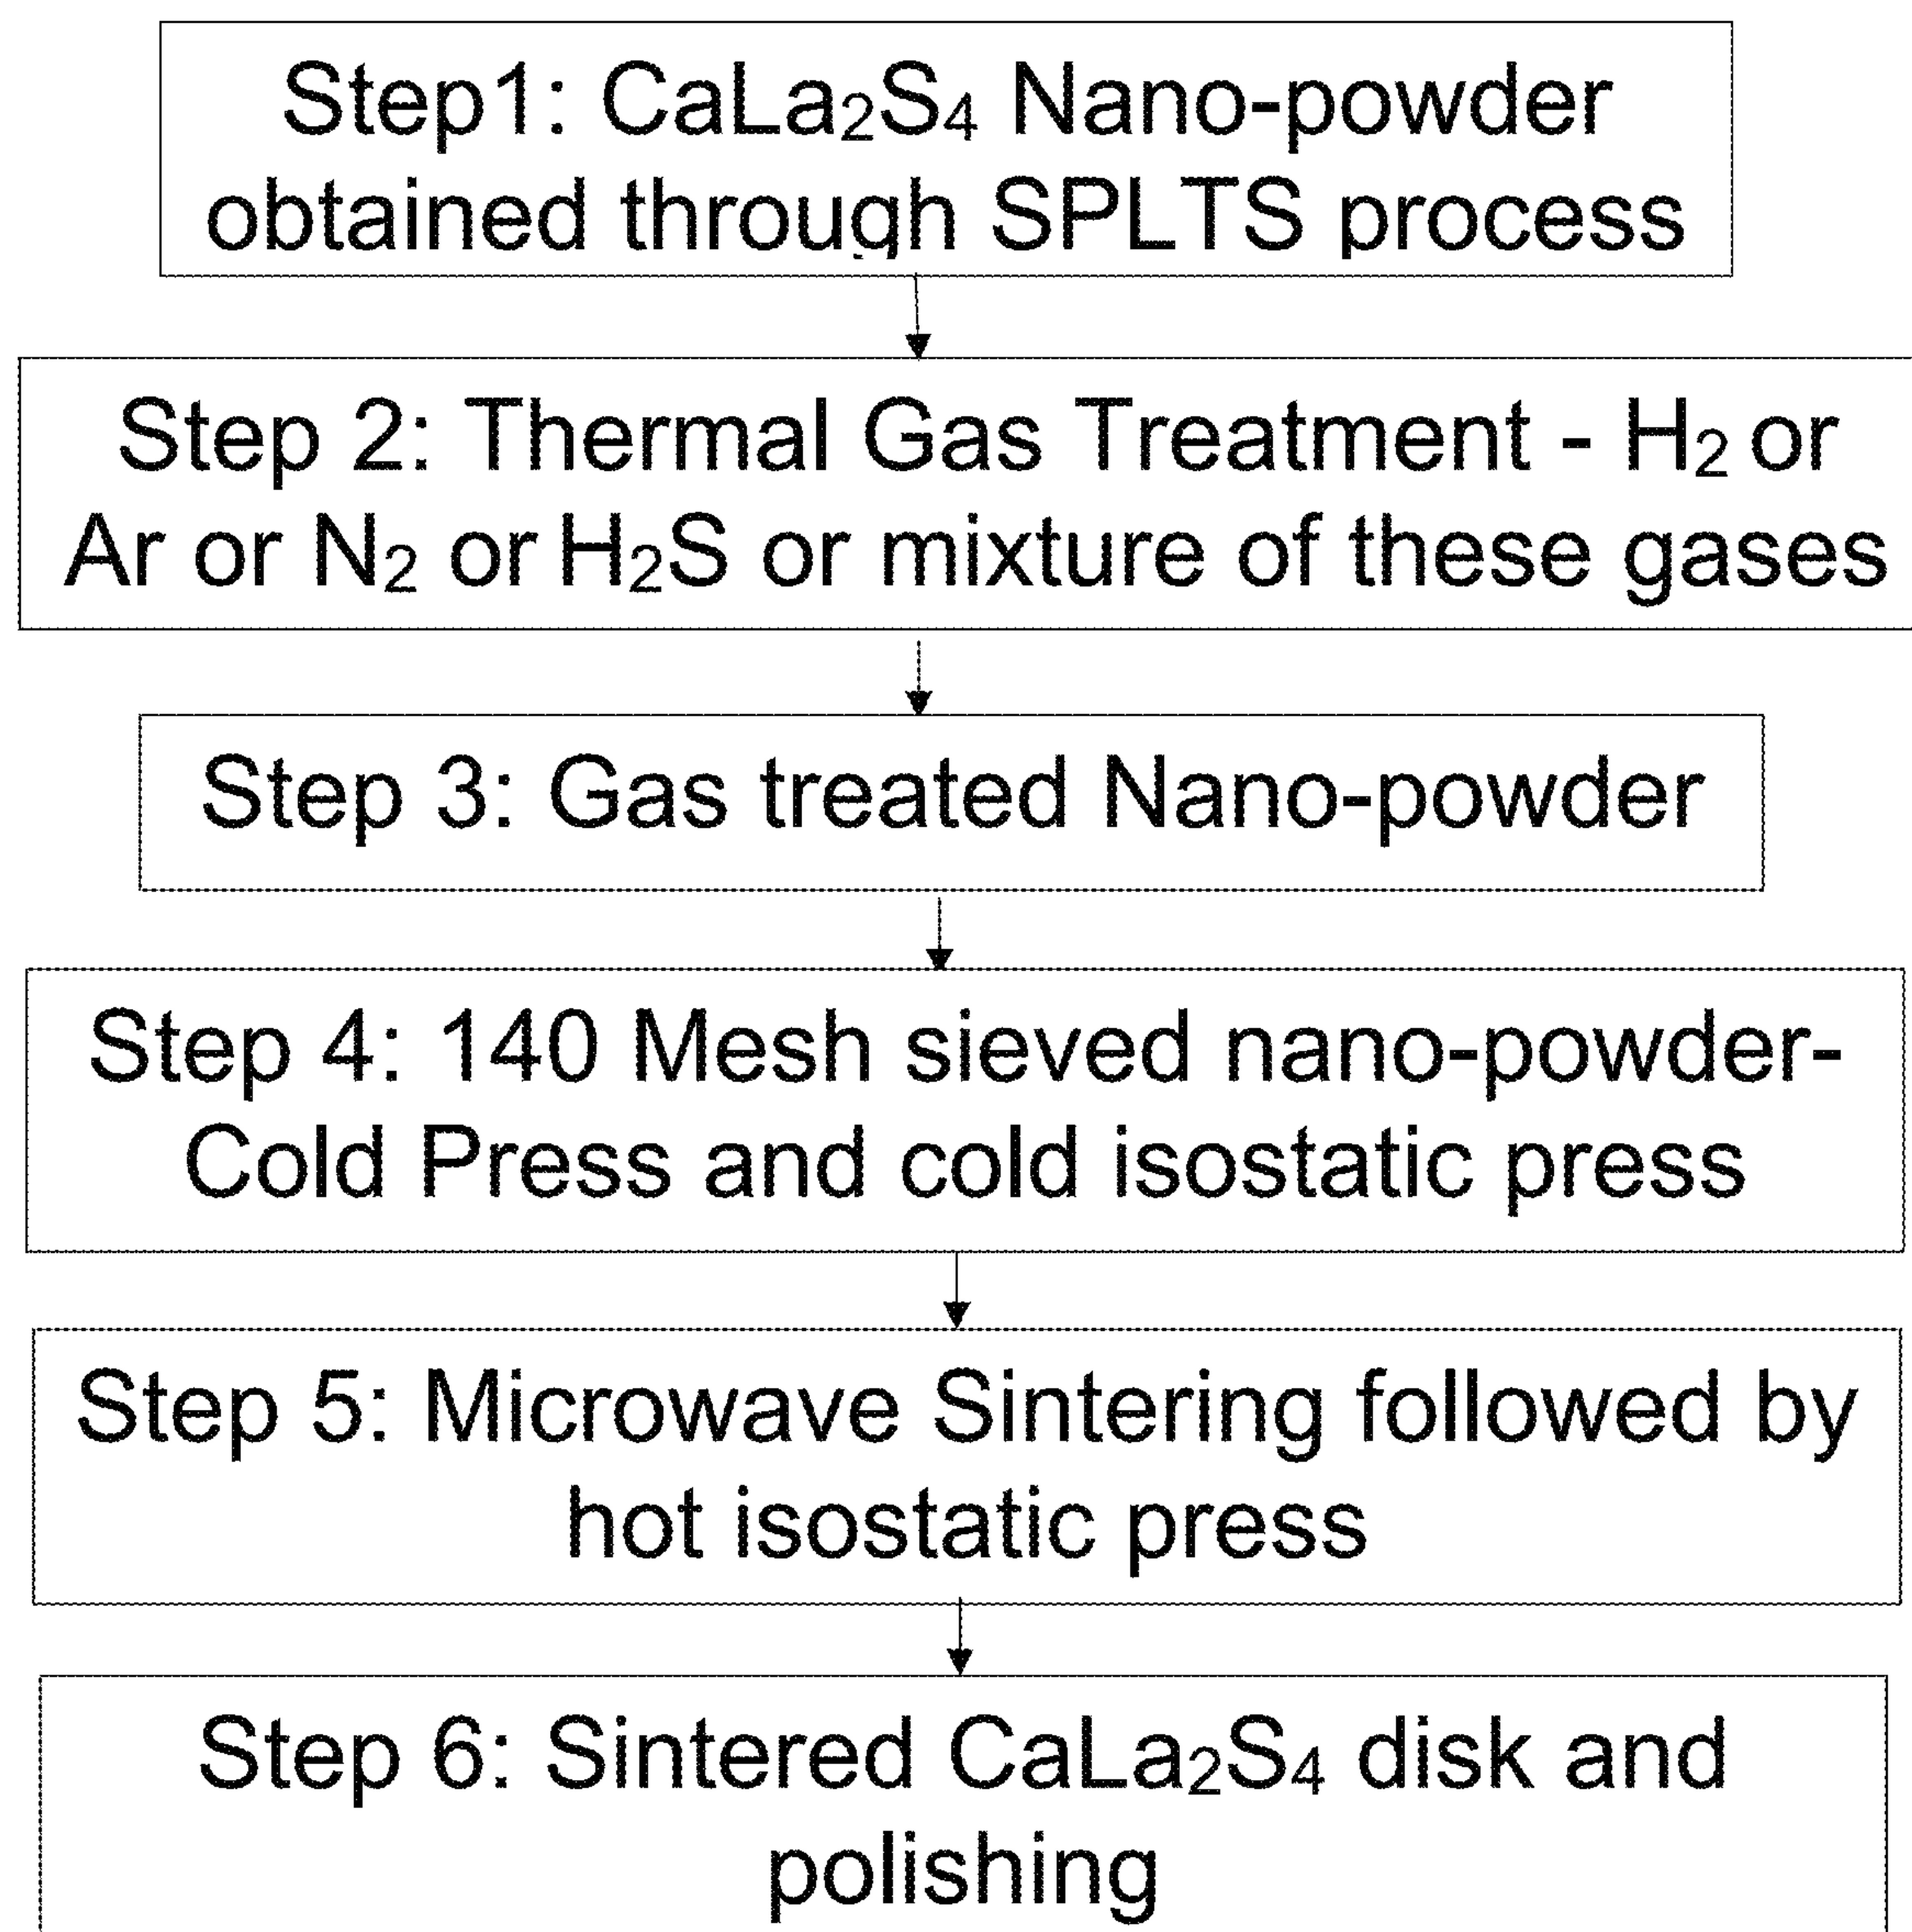 Step1: CaLa₂S₄ Nano-powder
obtained through SPLTS process
Step 2: Thermal Gas Treatment - H₂ or
Ar or N₂ or H₂S or mixture of these gases
Step 3: Gas treated Nano-powder
Step 4: 140 Mesh sieved nano-powder-
Cold Press and cold isostatic press
Step 5: Microwave Sintering followed by
hot isostatic press
Step 6: Sintered CaLa₂S₄ disk and
polishing